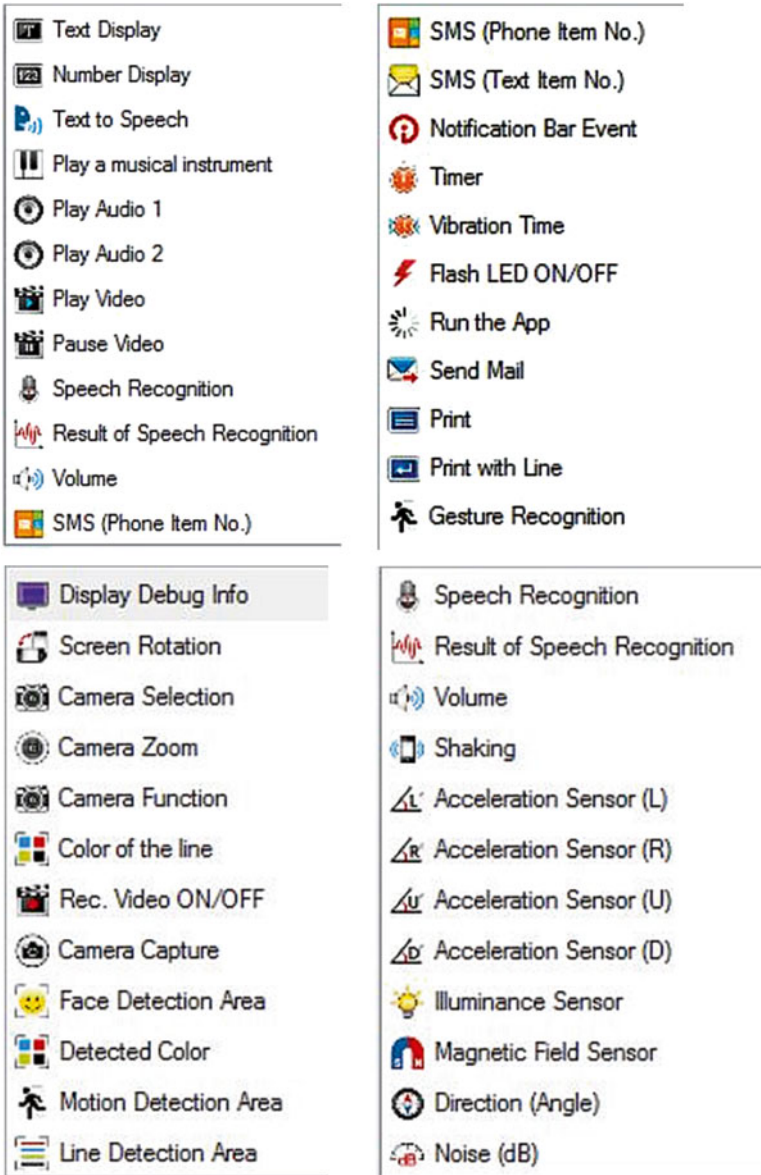 Text Display
Number Display
Text to Speech
Play a musical instrument
Play Audio 1
Play Audio 2
Play Video
Pause Video
Speech Recognition
Result of Speech Recognition
Volume
SMS (Phone Item No.)
SMS (Phone Item No.)
SMS (Text Item No.)
Notification Bar Event
Timer
Vibration Time
Flash LED ON/OFF
Run the App
Send Mail
Print
Print with Line
Gesture Recognition
Display Debug Info
Screen Rotation
Camera Selection
Camera Zoom
Camera Function
Color of the line
Rec. Video ON/OFF
Camera Capture
Face Detection Area
Detected Color
Motion Detection Area
Line Detection Area
Speech Recognition
Result of Speech Recognition
Volume
Shaking
L Acceleration Sensor (L)
R Acceleration Sensor (R)
U Acceleration Sensor (U)
D Acceleration Sensor (D)
Illuminance Sensor
Magnetic Field Sensor
Direction (Angle)
dB Noise (dB)